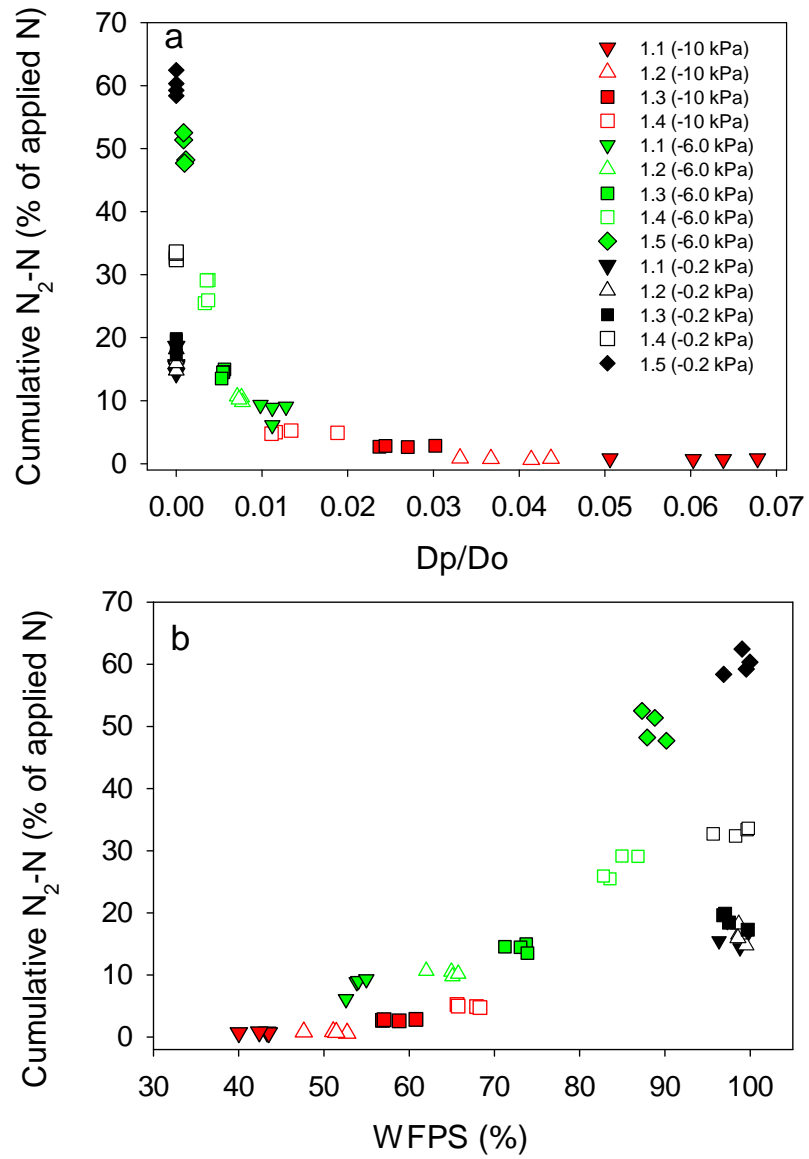 a
70
60
50
40
30
20
10
0
Cumulative N2-N (% of applied N)
1.1 (-10 kPa)
1.2 (-10 kPa)
1.3 (-10 kPa)
1.4 (-10 kPa)
1.1 (-6.0 kPa)
1.2 (-6.0 kPa)
1.3 (-6.0 kPa)
1.4 (-6.0 kPa)
1.5 (-6.0 kPa)
1.1 (-0.2 kPa)
1.2 (-0.2 kPa)
1.3 (-0.2 kPa)
1.4 (-0.2 kPa)
1.5 (-0.2 kPa)
0.00 0.01 0.02 0.03 0.04 0.05 0.06 0.07
Dp/Do
b
70
60
50
40
30
20
10
0
Cumulative N2-N (% of applied N)
30 40 50 60 70 80 90 100
WFPS (%)